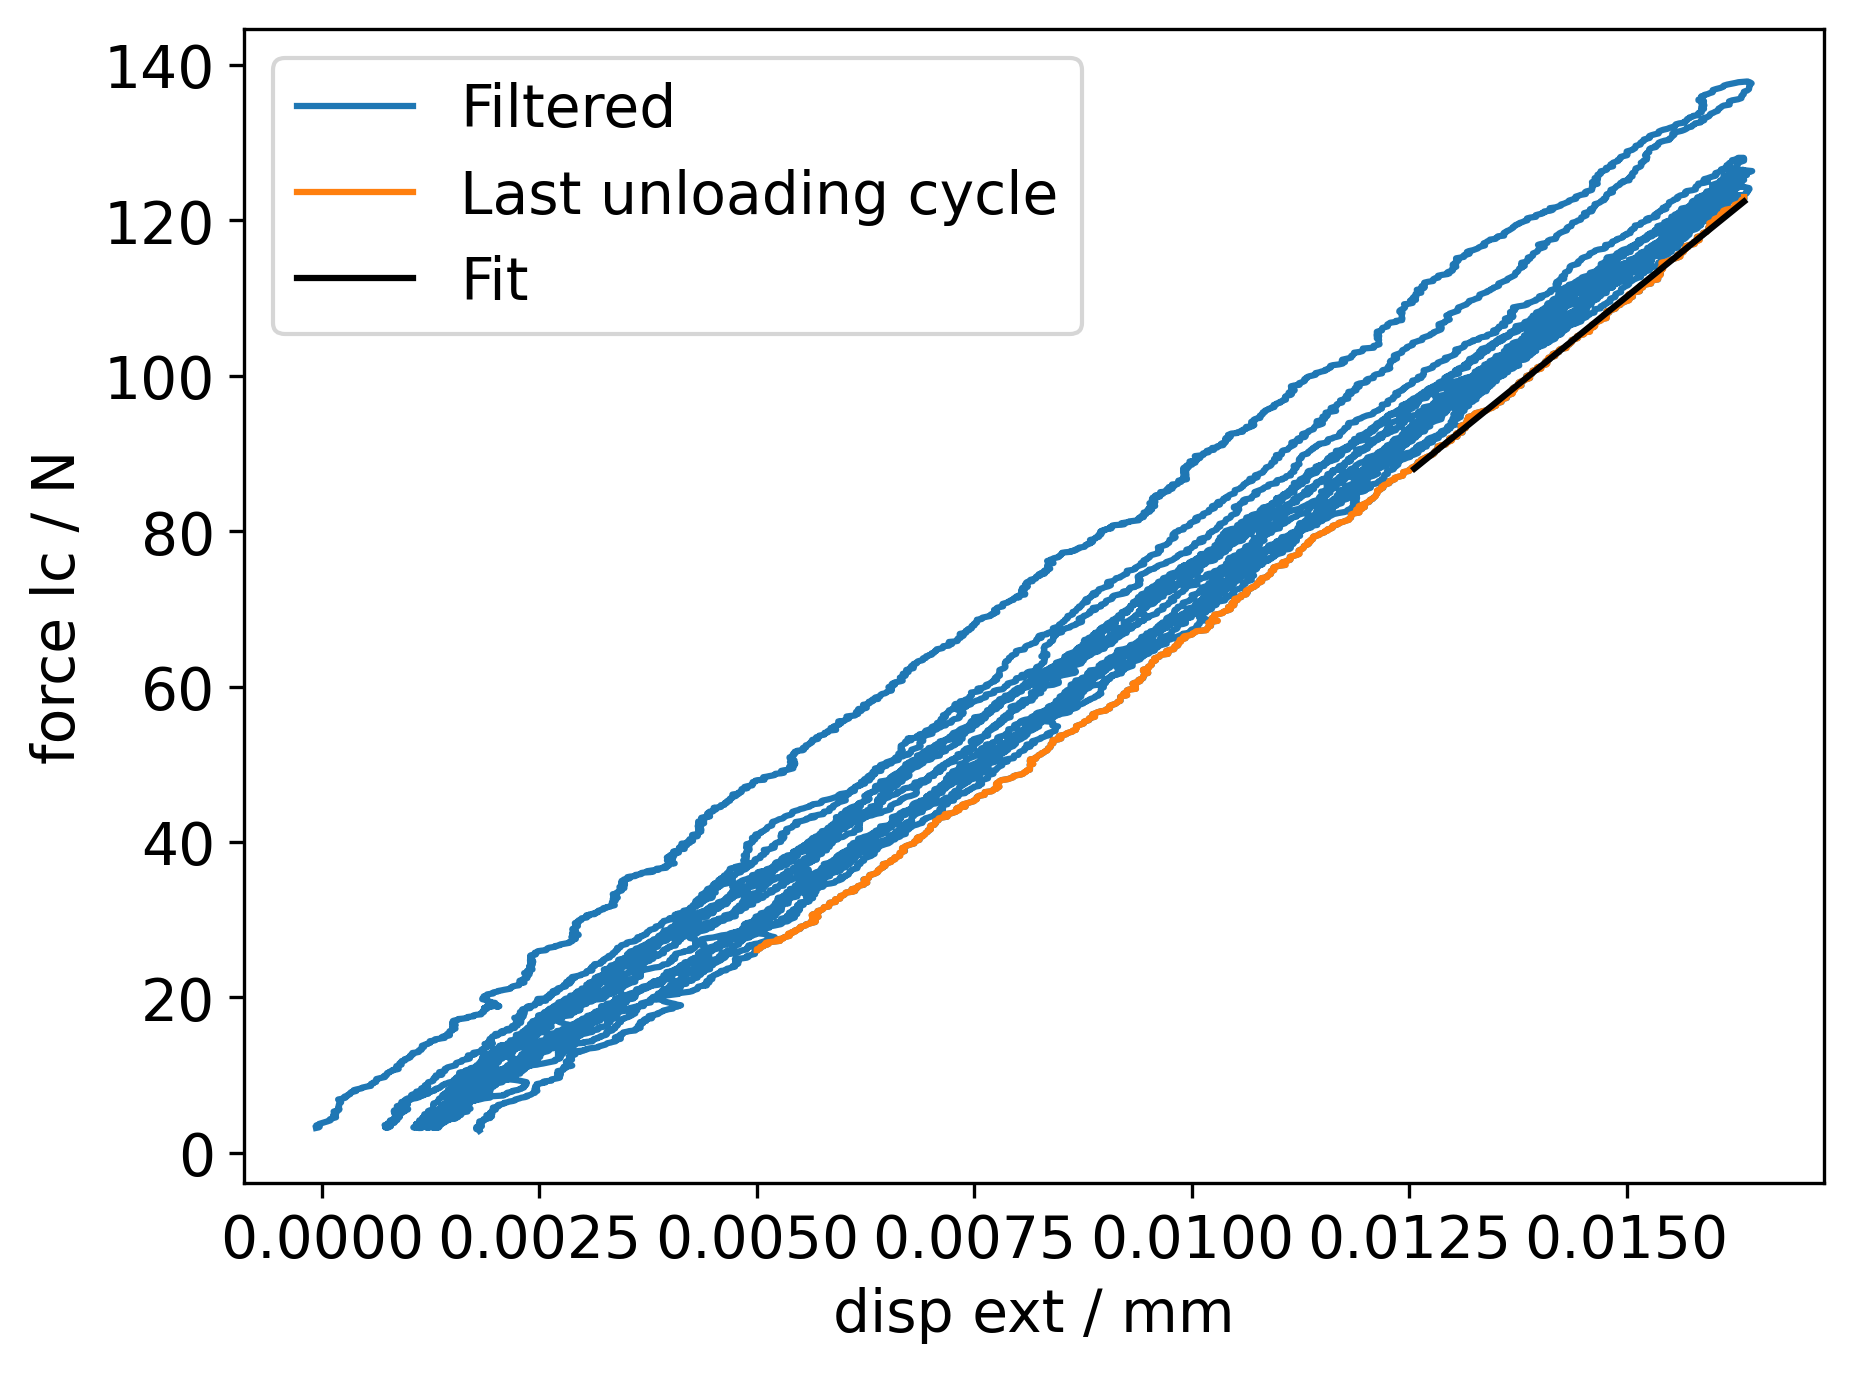 140
120
100
80
60
40
20
0
force lc / N
Filtered
Last unloading cycle
Fit
0.0000 0.0025 0.0050 0.0075 0.0100 0.0125 0.0150
disp ext / mm